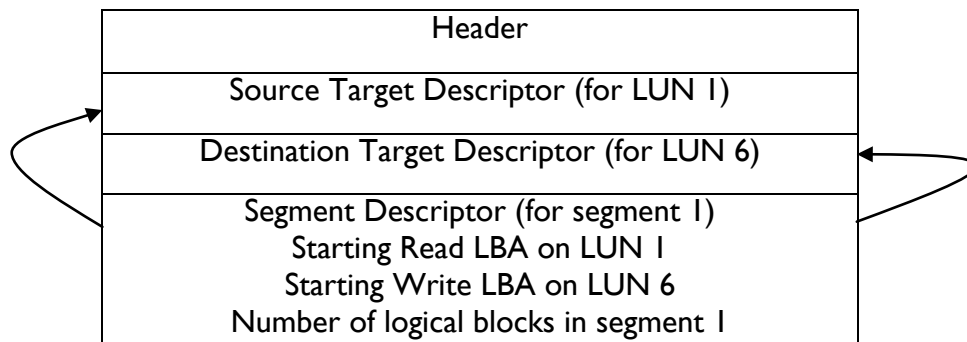 Header
Source Target Descriptor (for LUN 1)
Destination Target Descriptor (for LUN 6)
Segment Descriptor (for segment 1)
Starting Read LBA on LUN 1
Starting Write LBA on LUN 6
Number of logical blocks in segment 1